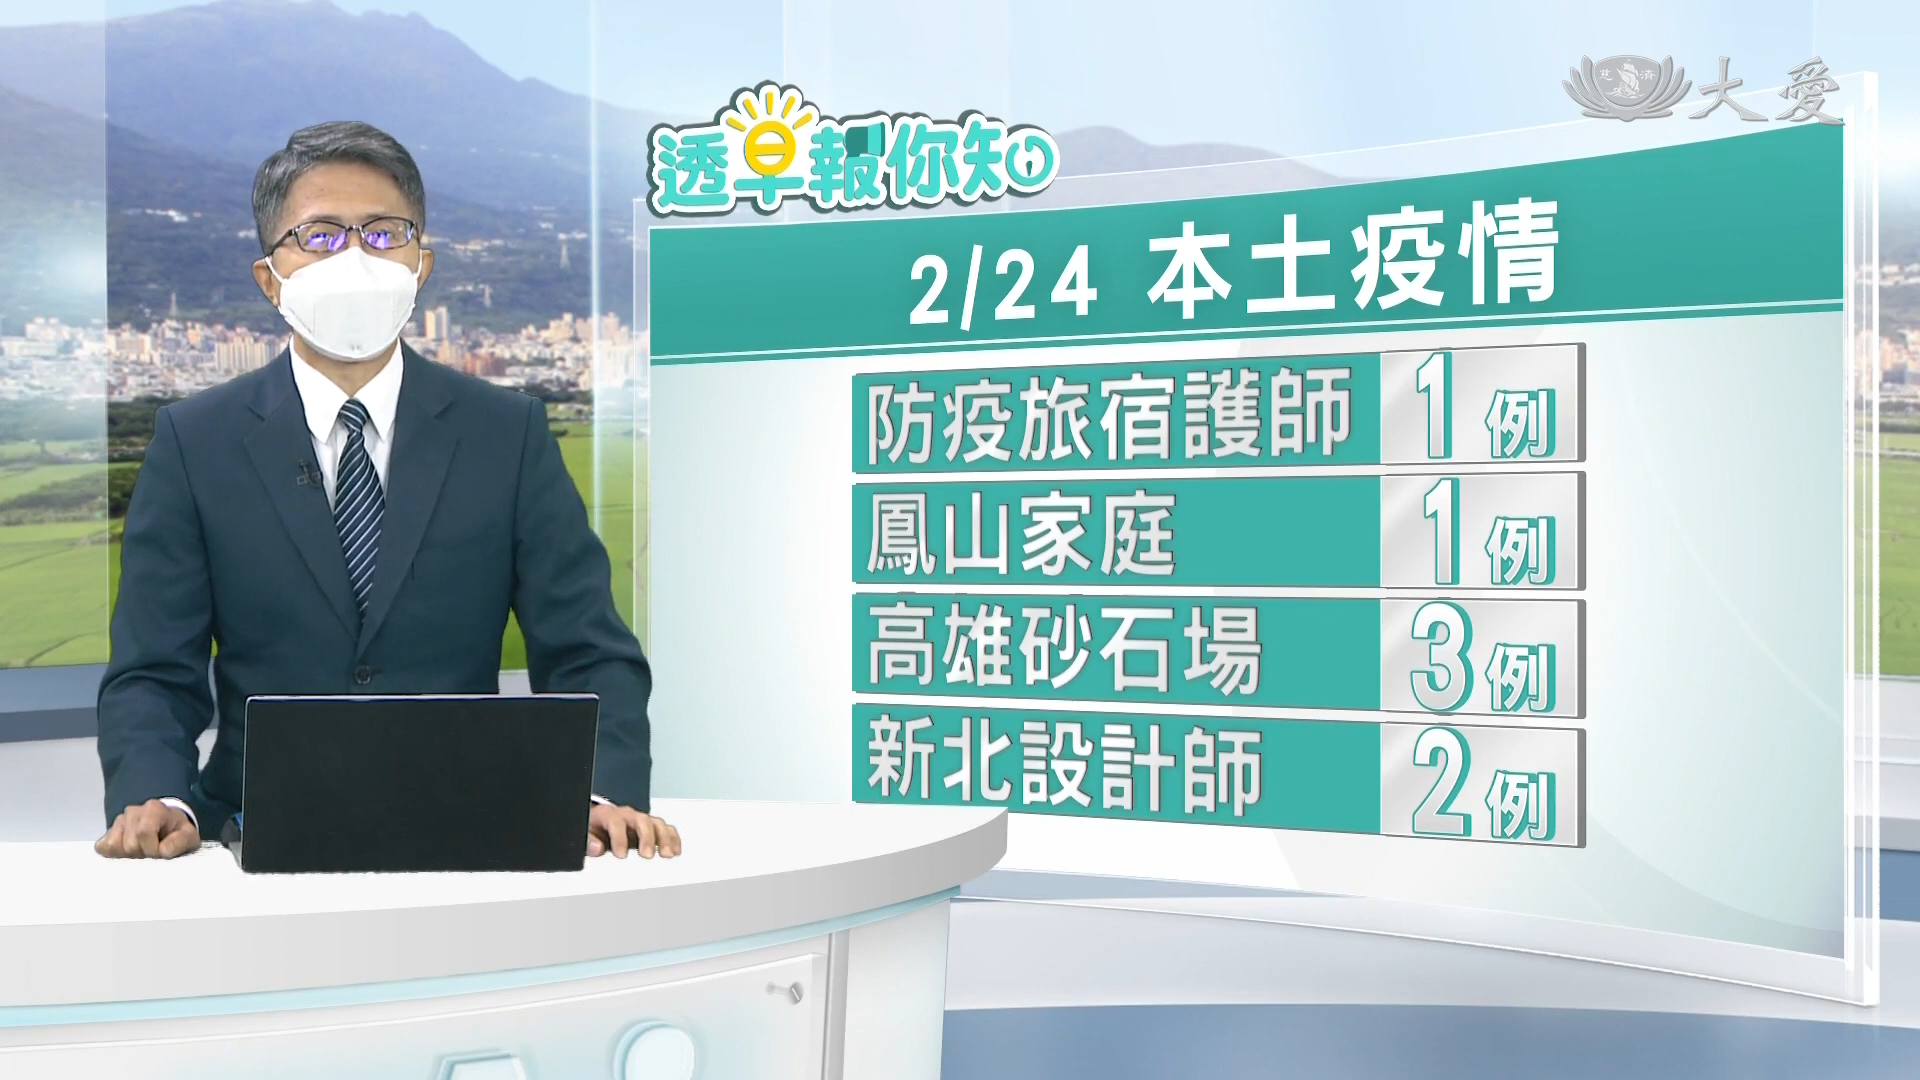 慈濟 大愛
透早報你知
2/24 本土疫情
防疫旅宿護師 1例
鳳山家庭 1例
高雄砂石場 3例
新北設計師 2例